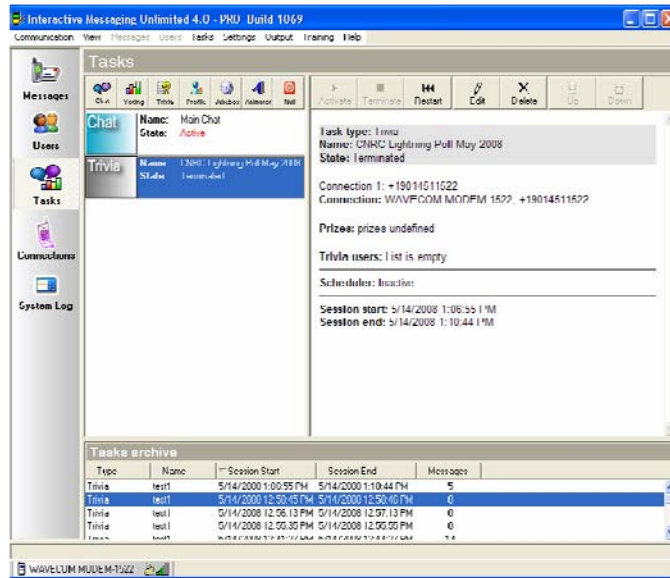 Interactive Messaging Unlimited 4.0 - PRO Build 1069
Communication View Messages Users Tasks Settings Output Training Help
Messages
Users
Tasks
Connections
System Log
Tasks
Chat Voting Trivia Profile Jukebox Animator Null
Activate Terminate Restart Edit Delete Up Down
Chat
Name: Main Chat
State: Active
Trivia
Name CNRC Lightning Poll May 2008
State Terminated
Task type: Trivia
Name: CNRC Lightning Poll May 2008
State: Terminated
Connection 1: +19014511522
Connection: WAVECOM MODEM 1522, +19014511522
Prizes: prizes undefined
Trivia users: List is empty
Scheduler: Inactive
Session start: 5/14/2008 1:06:55 PM
Session end: 5/14/2008 1:10:44 PM
Tasks archive
Type Name Session Start Session End Messages
Trivia test1 5/14/2008 1:06:55 PM 5/14/2008 1:10:44 PM 5
Trivia test1 5/14/2008 12:50:45 PM 5/14/2008 12:50:46 PM 0
Trivia test1 5/14/2008 12:56:13 PM 5/14/2008 12:57:13 PM 0
Trivia test1 5/14/2008 12:55:35 PM 5/14/2008 12:55:55 PM 0
WAVECOM MODEM-1522